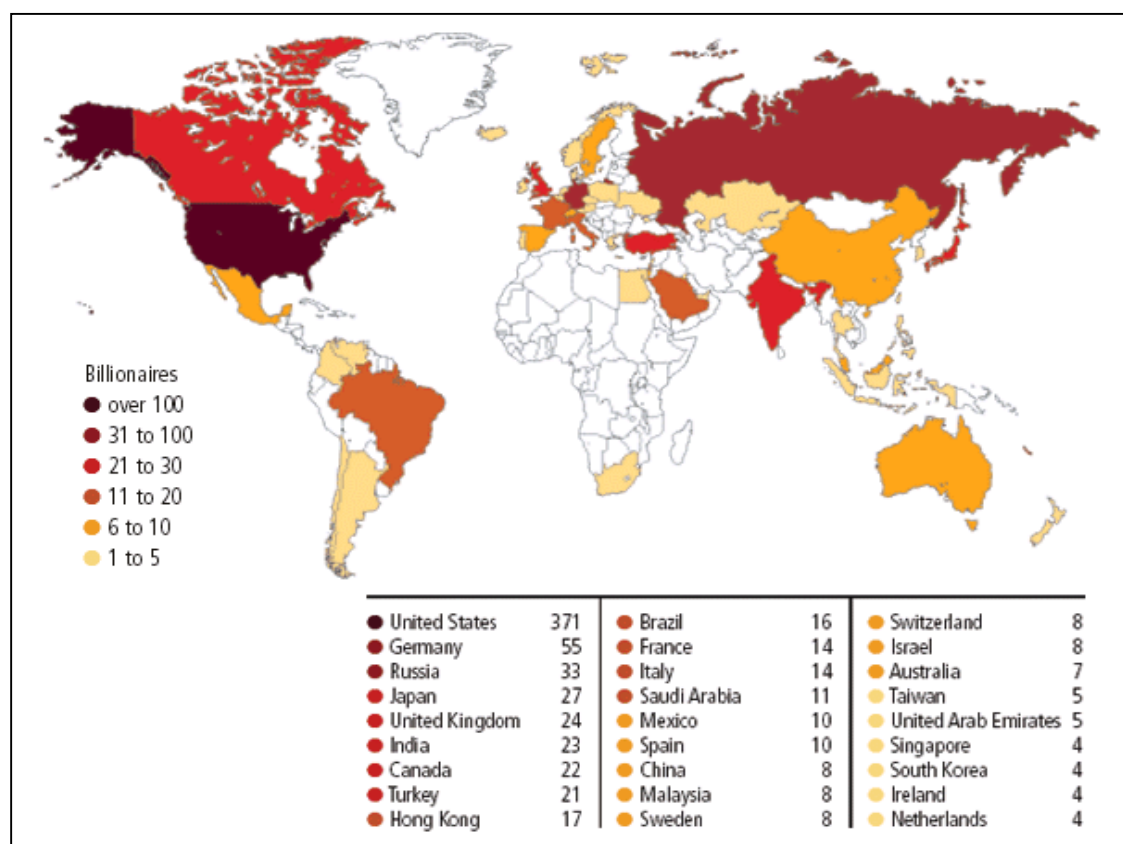 Billionaires
over 100
31 to 100
21 to 30
11 to 20
6 to 10
1 to 5
United States 371
Germany 55
Russia 33
Japan 27
United Kingdom 24
India 23
Canada 22
Turkey 21
Hong Kong 17
Brazil 16
France 14
Italy 14
Saudi Arabia 11
Mexico 10
Spain 10
China 8
Malaysia 8
Sweden 8
Switzerland 8
Israel 8
Australia 7
Taiwan 5
United Arab Emirates 5
Singapore 4
South Korea 4
Ireland 4
Netherlands 4